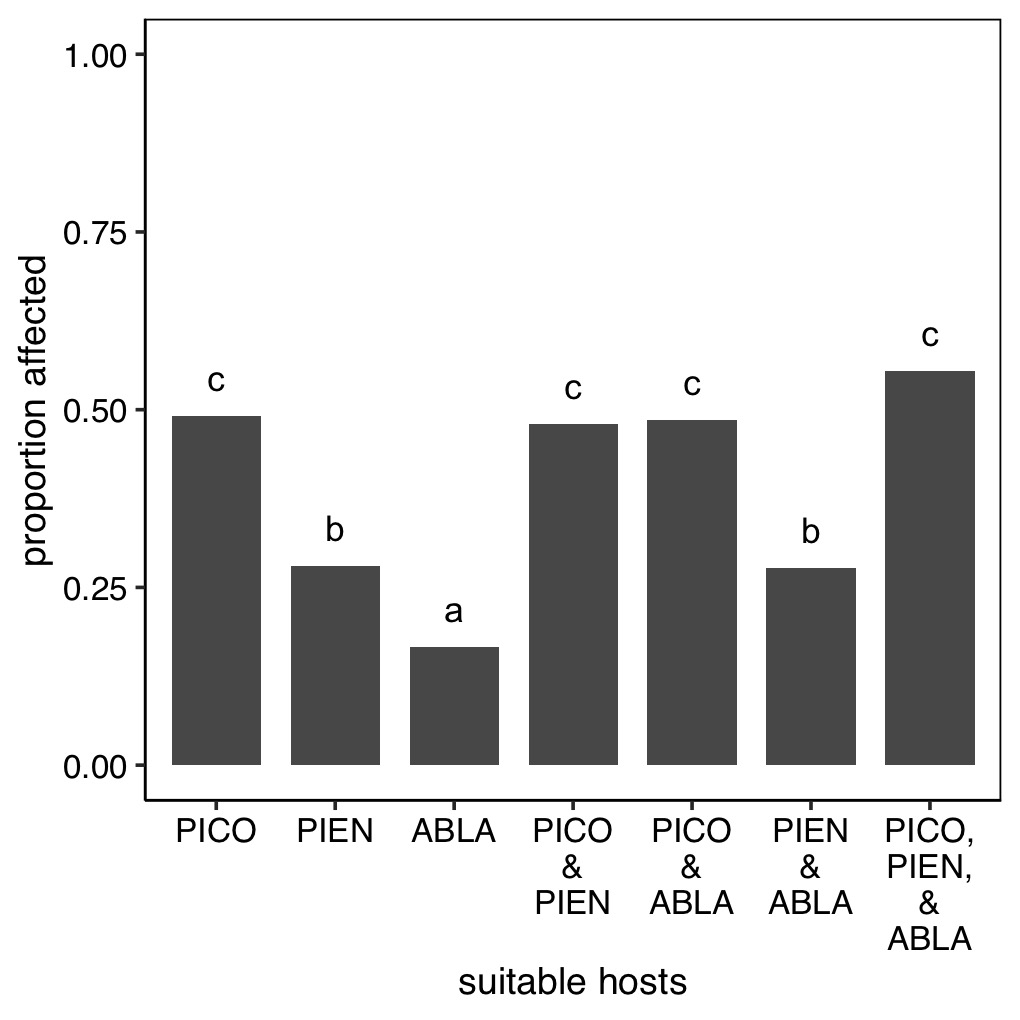 1.00
0.75
0.50
0.25
0.00
proportion affected
c
b
a
c
c
b
c
PICO
PIEN
ABLA
PICO
&
PIEN
PICO
&
ABLA
PIEN
&
ABLA
PICO,
PIEN,
&
ABLA
suitable hosts